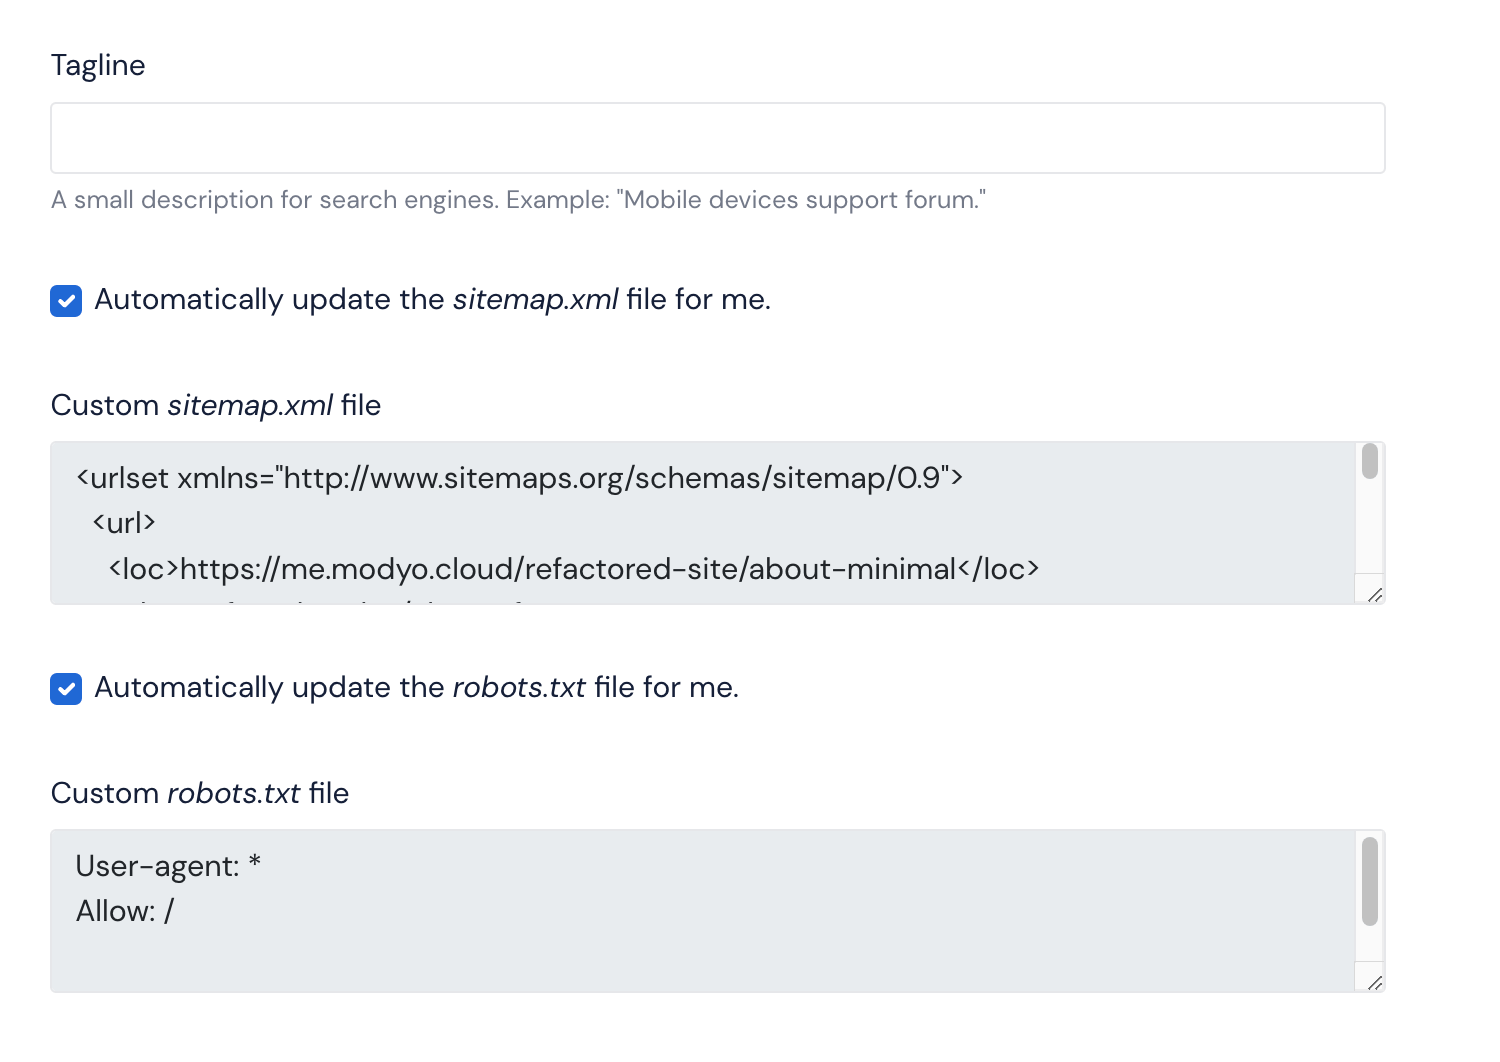 Tagline
A small description for search engines. Example: "Mobile devices support forum."
Automatically update the sitemap.xml file for me.
Custom sitemap.xml file
<urlset xmlns="http://www.sitemaps.org/schemas/sitemap/0.9">
<url>
<loc>https://me.modyo.cloud/refactored-site/about-minimal</loc>
Automatically update the robots.txt file for me.
Custom robots.txt file
User-agent: *
Allow: /